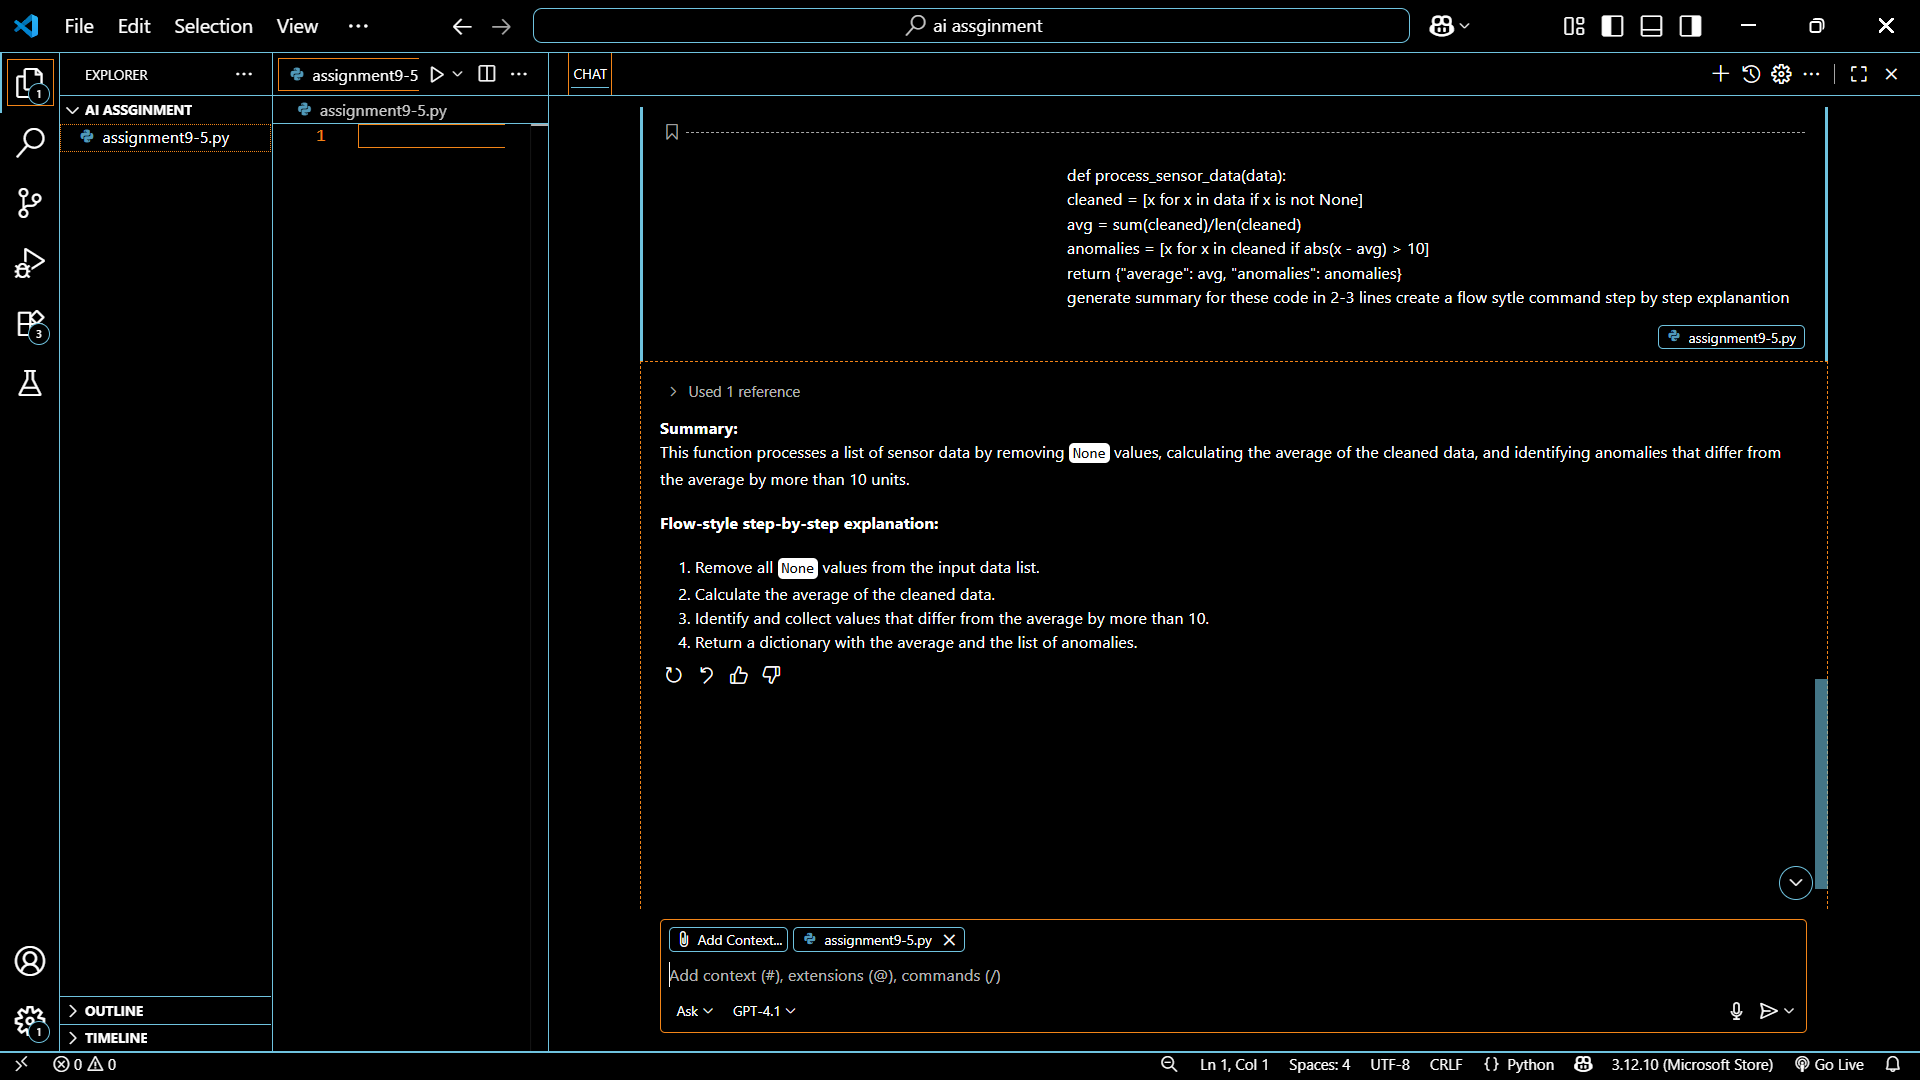 File Edit Selection View
ai assginment
EXPLORER
AI ASSGINMENT
assignment9-5.py
assignment9-5
assignment9-5.py
1
CHAT
def process_sensor_data(data):
cleaned = [x for x in data if x is not None]
avg = sum(cleaned)/len(cleaned)
anomalies = [x for x in cleaned if abs(x - avg) > 10]
return {"average": avg, "anomalies": anomalies}
generate summary for these code in 2-3 lines create a flow sytle command step by step explanantion
assignment9-5.py
Used 1 reference
Summary:
This function processes a list of sensor data by removing None values, calculating the average of the cleaned data, and identifying anomalies that differ from
the average by more than 10 units.
Flow-style step-by-step explanation:
1. Remove all None values from the input data list.
2. Calculate the average of the cleaned data.
3. Identify and collect values that differ from the average by more than 10.
4. Return a dictionary with the average and the list of anomalies.
Add Context... assignment9-5.py
Add context (#), extensions (@), commands (/)
Ask GPT-4.1
1
3
1
OUTLINE
TIMELINE
0 0
Ln 1, Col 1 Spaces: 4 UTF-8 CRLF {} Python 3.12.10 (Microsoft Store) Go Live